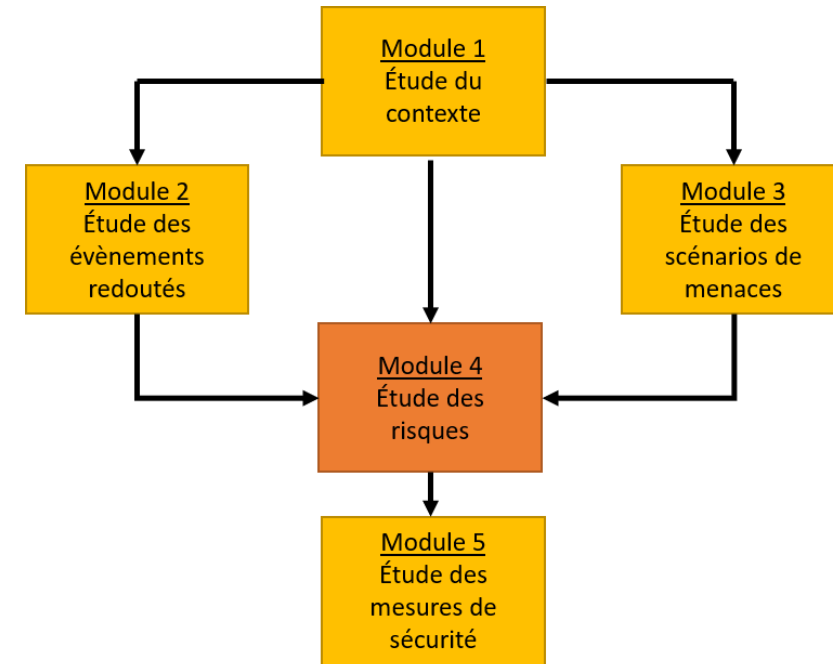 Module 1
Étude du
contexte
Module 2
Étude des
évènements
redoutés
Module 3
Étude des
scénarios de
menaces
Module 4
Étude des
risques
Module 5
Étude des
mesures de
sécurité